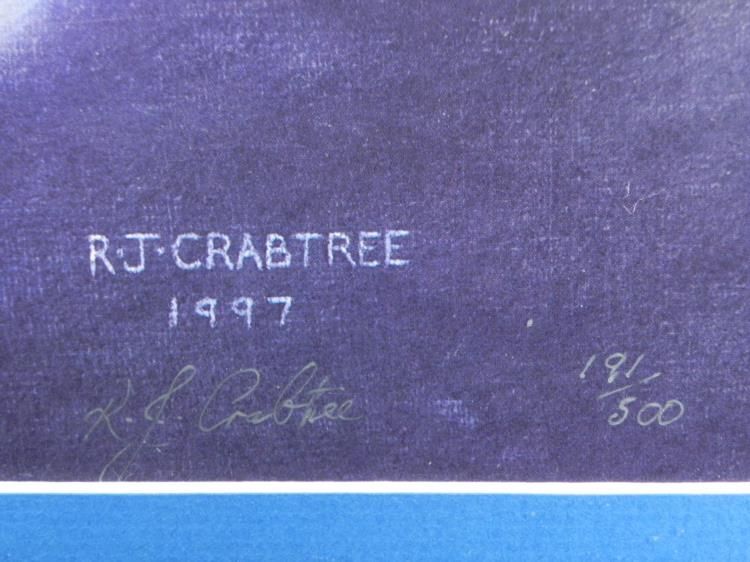 R·J·CRABTREE
1997
R. J. Crabtree
191/500